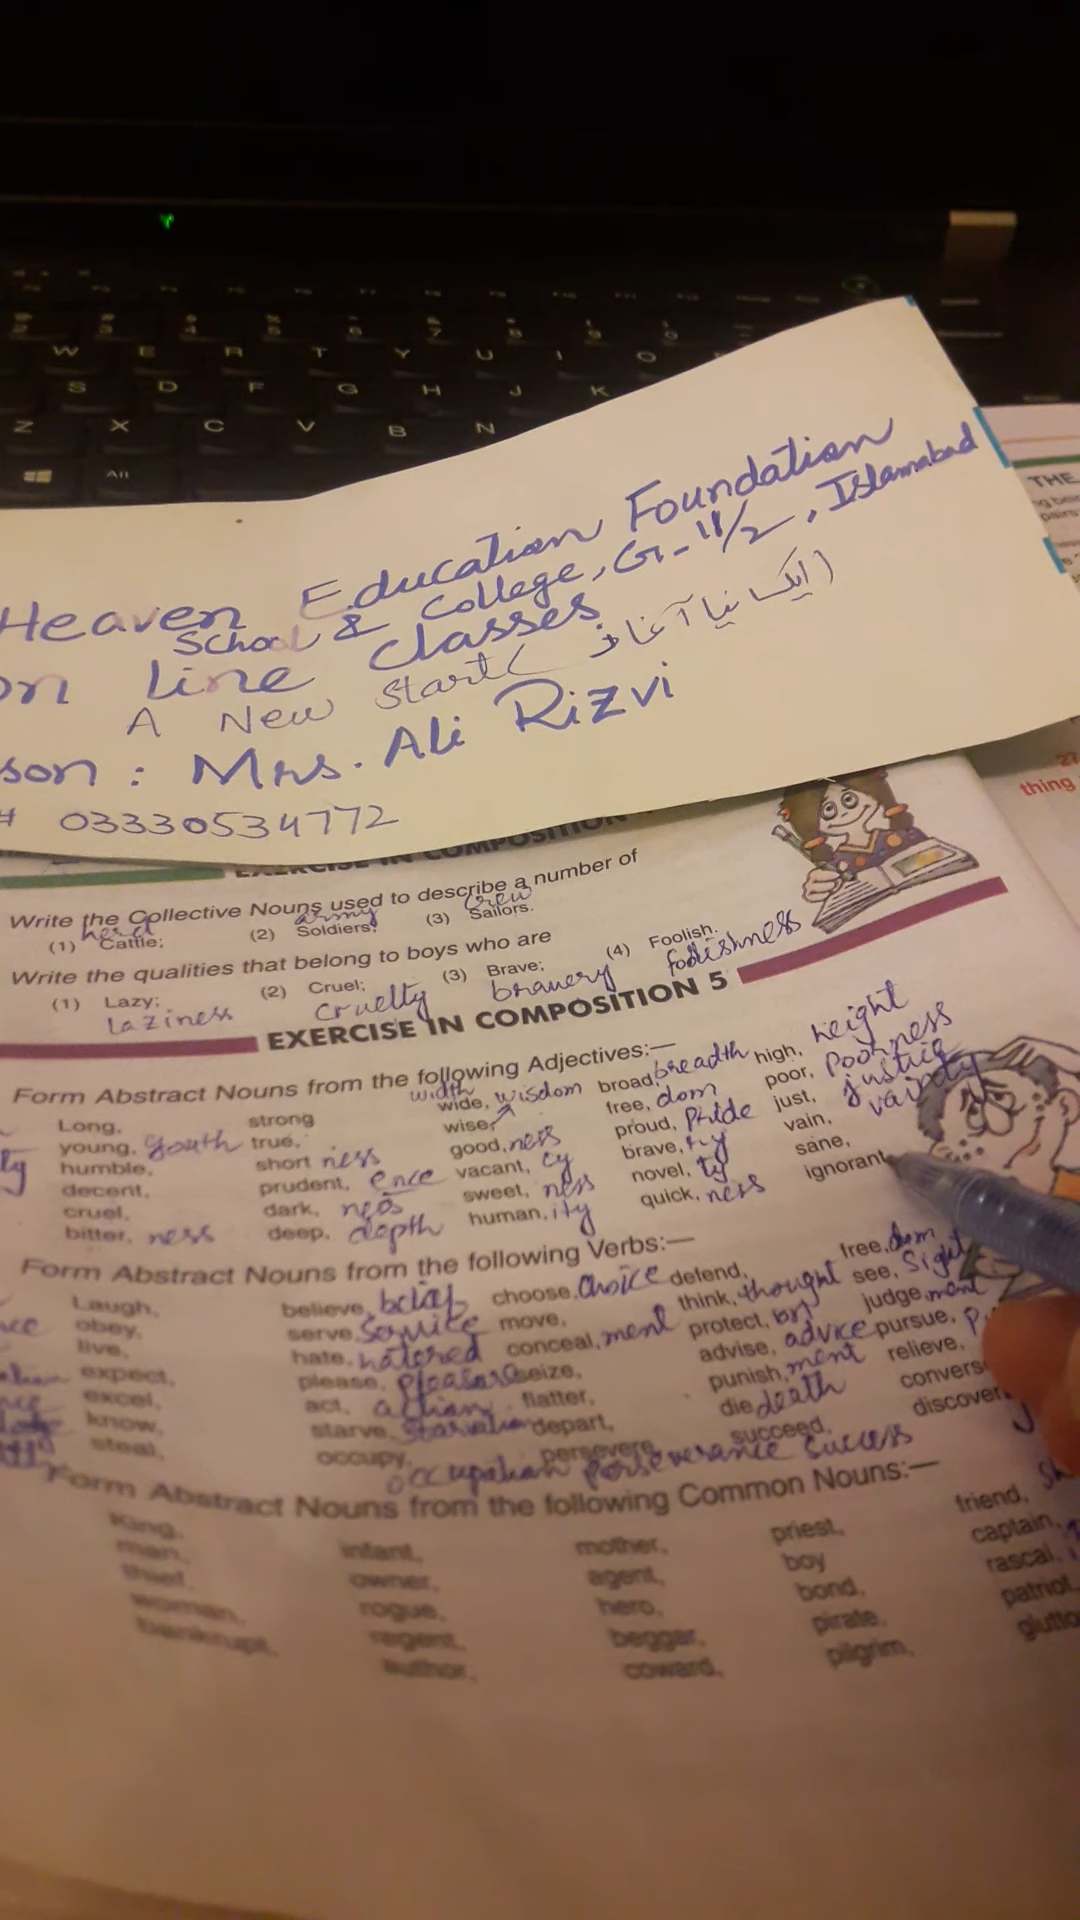 Heaven Education Foundation
School & College, G-11/2, Islamabad
on line classes
A New Start (ایک نیا آغاز)
son: Mrs. Ali Rizvi
# 03330534772
THE
thing
EXERCISE IN COMPOSITION
Write the Collective Nouns used to describe a number of
herd army crew
(1) Cattle; (2) Soldiers; (3) Sailors.
Write the qualities that belong to boys who are
(1) Lazy; (2) Cruel; (3) Brave; (4) Foolish.
Laziness cruelty bravery foolishness
EXERCISE IN COMPOSITION 5
Form Abstract Nouns from the following Adjectives:—
Long, strong width wide, wisdom broad, breadth high, height
young, youth true, wise, free, dom poor, poorness
humble, short ness good, ness proud, pride just, justice
decent, prudent, ence vacant, cy brave, ry vain, vainty
cruel, dark, ness sweet, ness novel, ty sane,
bitter, ness deep, depth human, ity quick, ness ignorant
Form Abstract Nouns from the following Verbs:—
Laugh, believe, belief choose, choice defend, free, dom
obey, serve, service move, think, thought see, sight
live, hate, hatered conceal, ment protect, ion judge, ment
expect, please, pleasure seize, advise, advice pursue,
excel, act, action flatter, punish, ment relieve,
know, starve, starvation depart, die, death convers
steal, occupy, persevere, succeed, discover
occupation perseverance success
Form Abstract Nouns from the following Common Nouns:—
King, infant, mother, priest, friend,
man, owner, agent, boy captain,
thief, rogue, hero, bond, rascal,
woman, regent, beggar, pirate, patriot,
bankrupt, author, coward, pilgrim, glutto